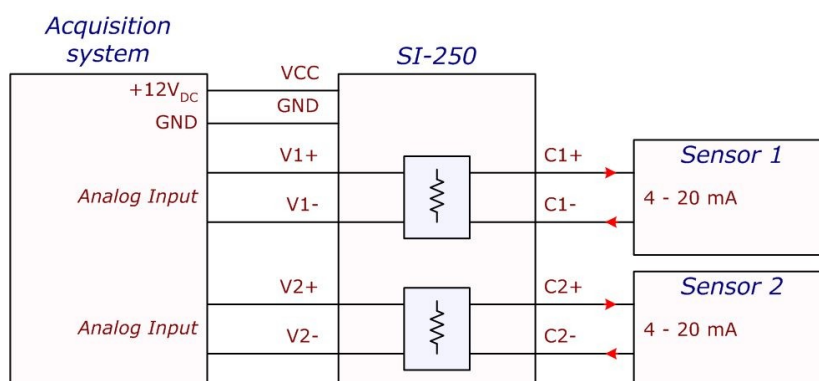 Acquisition
system
SI-250
+12VDC
VCC
GND
GND
V1+
C1+
Sensor 1
Analog Input
4 - 20 mA
V1-
C1-
V2+
C2+
Sensor 2
Analog Input
4 - 20 mA
V2-
C2-